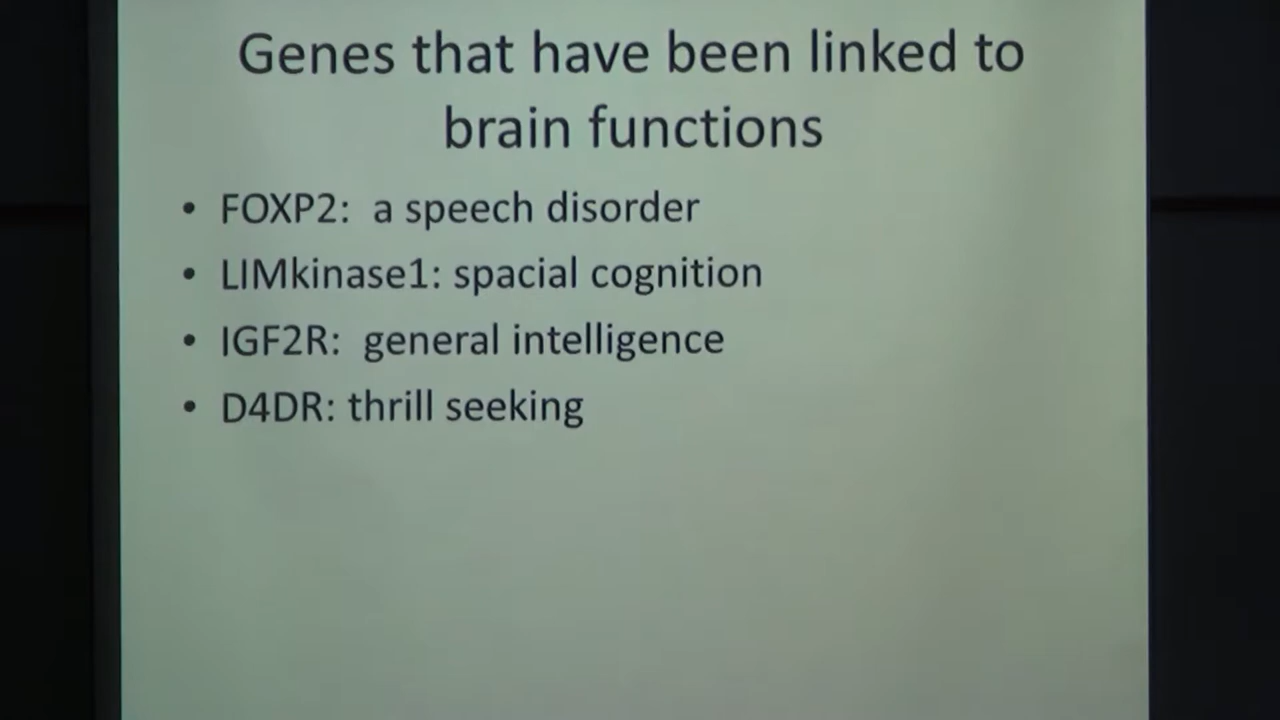 Genes that have been linked to
brain functions
• FOXP2: a speech disorder
• LIMkinase1: spacial cognition
• IGF2R: general intelligence
• D4DR: thrill seeking